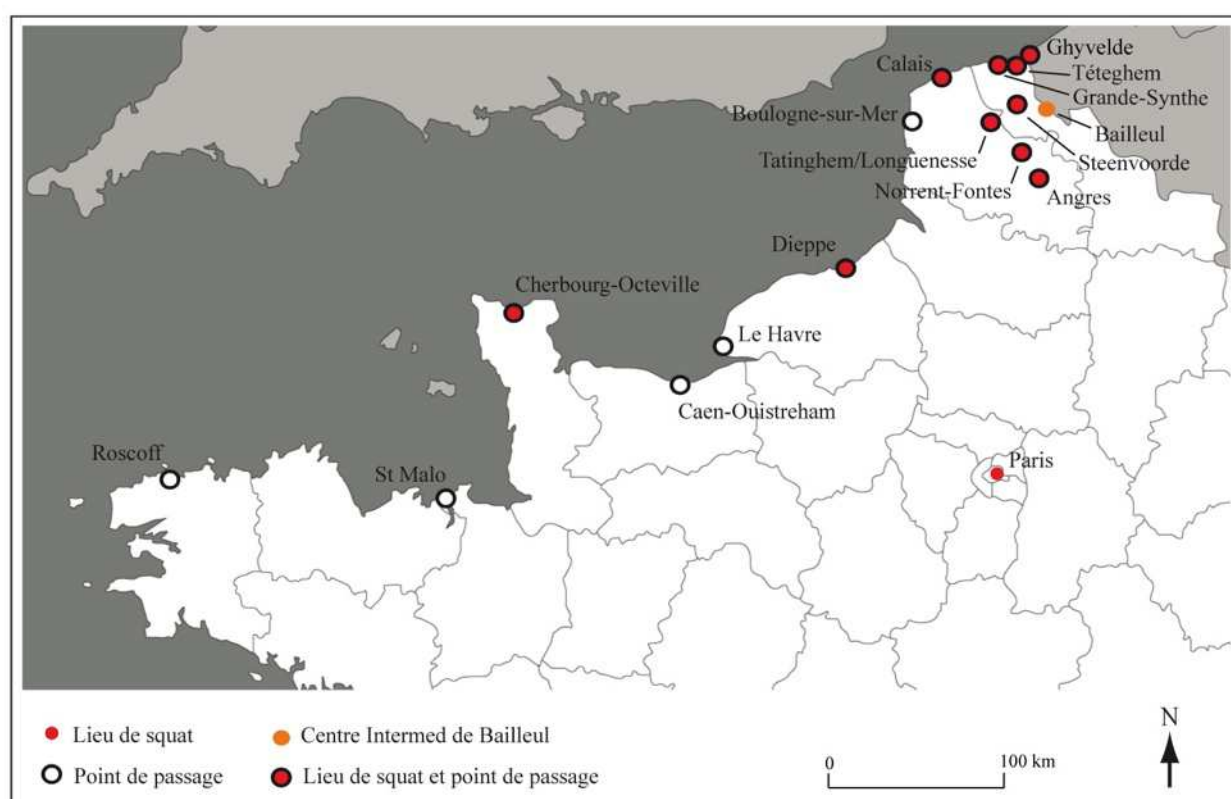 Ghyvelde
Calais
Téteghem
Grande-Synthe
Boulogne-sur-Mer
Bailleul
Tatinghem/Longuenesse
Steenvoorde
Norrent-Fontes
Angres
Dieppe
Cherbourg-Octeville
Le Havre
Caen-Ouistreham
Roscoff
St Malo
Paris
Lieu de squat
Centre Intermed de Bailleul
Point de passage
Lieu de squat et point de passage
0
100 km
N